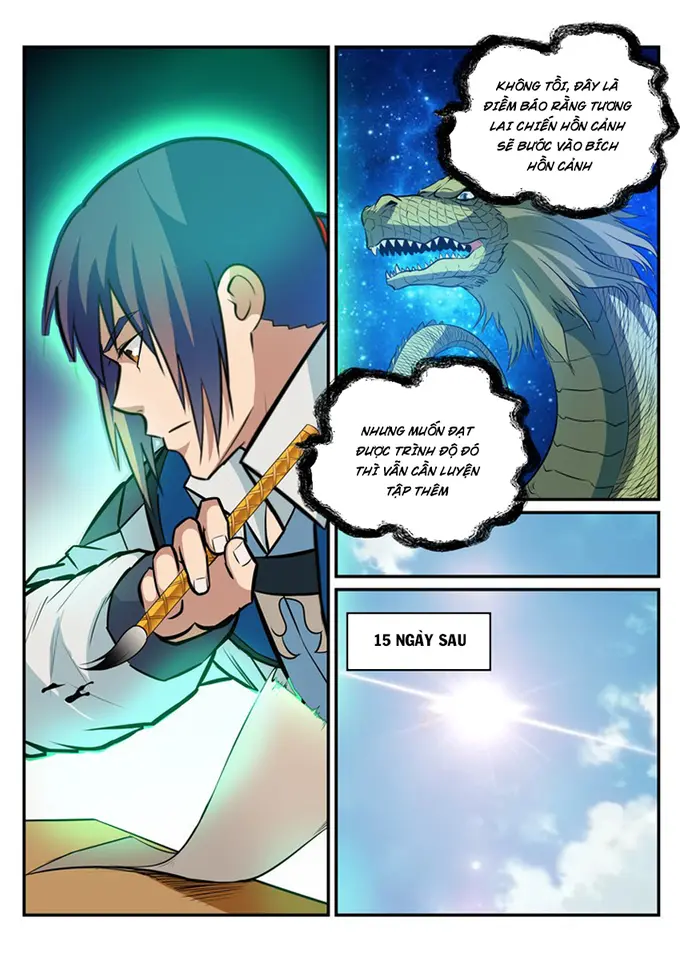 KHÔNG TỒI, ĐÂY LÀ
ĐIỀM BÁO RẰNG TƯƠNG
LAI CHIẾN HỒN CẢNH
SẼ BƯỚC VÀO BÍCH
HỒN CẢNH
NHƯNG MUỐN ĐẠT
ĐƯỢC TRÌNH ĐỘ ĐÓ
THÌ VẪN CẦN LUYỆN
TẬP THÊM
15 NGÀY SAU